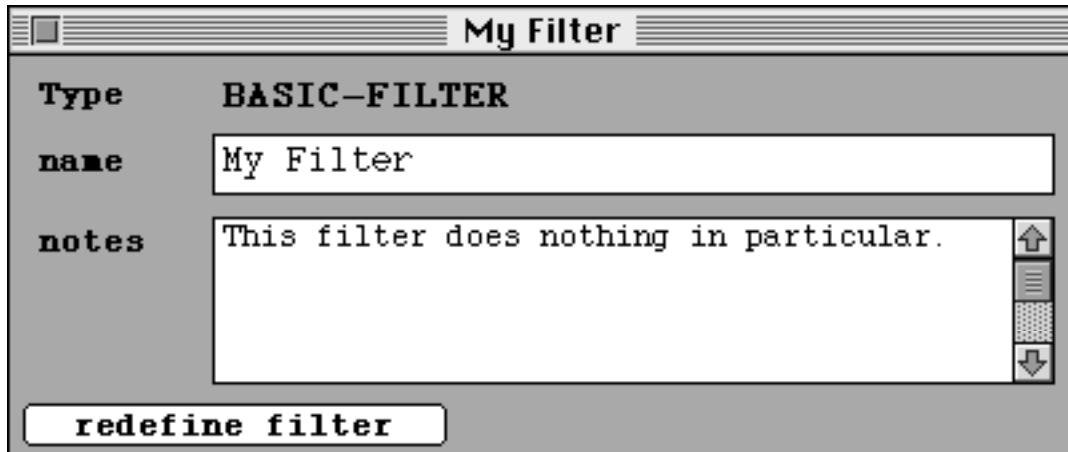 My Filter
Type BASIC-FILTER
name My Filter
notes This filter does nothing in particular.
redefine filter